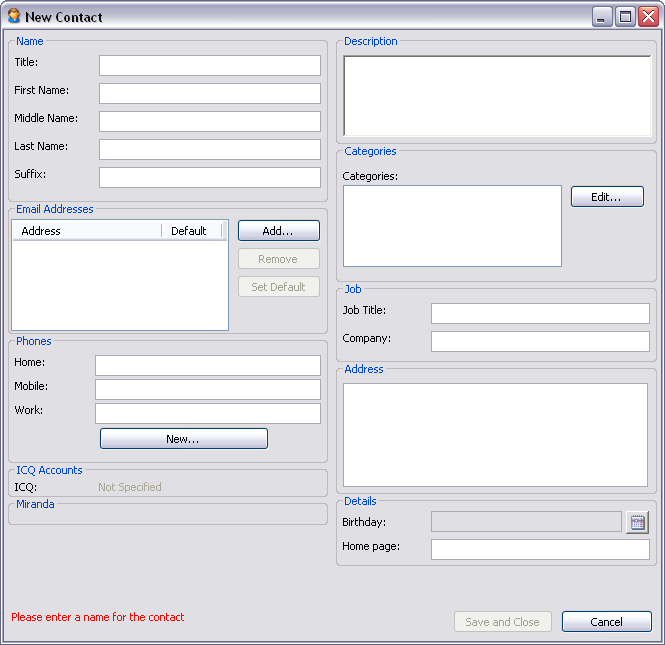 New Contact
Name
Title:
First Name:
Middle Name:
Last Name:
Suffix:
Email Addresses
Address Default
Add...
Remove
Set Default
Phones
Home:
Mobile:
Work:
New...
ICQ Accounts
ICQ: Not Specified
Miranda
Description
Categories
Categories:
Edit...
Job
Job Title:
Company:
Address
Details
Birthday:
Home page:
Please enter a name for the contact
Save and Close
Cancel